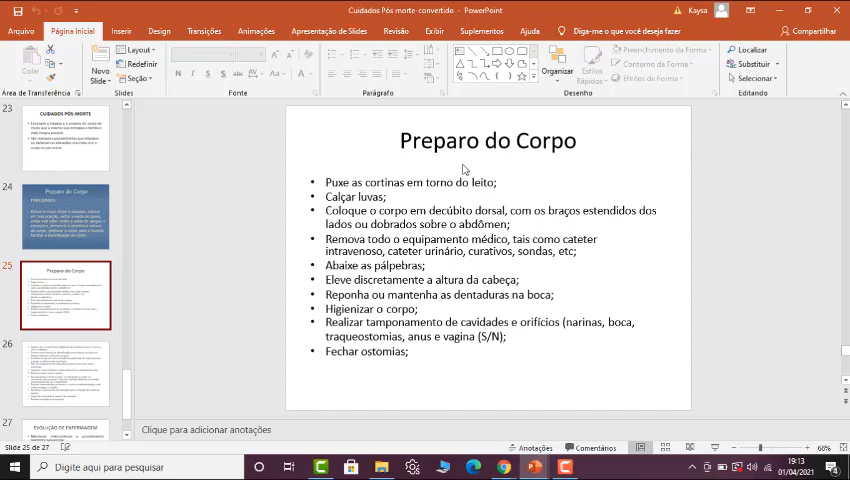 Cuidados Pós morte-convertido - PowerPoint
Kaysa
Arquivo Página Inicial Inserir Design Transições Animações Apresentação de Slides Revisão Exibir Suplementos Ajuda Diga-me o que você deseja fazer Compartilhar
Colar
Novo Slide
Layout
Redefinir
Seção
N I S S abc AV Aa A
Organizar
Estilos Rápidos
Preenchimento da Forma
Contorno da Forma
Efeitos de Forma
Localizar
Substituir
Selecionar
Área de Transferência Slides Fonte Parágrafo Desenho Editando
23
CUIDADOS PÓS-MORTE
24
Preparo do Corpo
25
Preparo do Corpo
26
27
EVOLUÇÃO DE ENFERMAGEM
Preparo do Corpo
• Puxe as cortinas em torno do leito;
• Calçar luvas;
• Coloque o corpo em decúbito dorsal, com os braços estendidos dos
lados ou dobrados sobre o abdômen;
• Remova todo o equipamento médico, tais como cateter
intravenoso, cateter urinário, curativos, sondas, etc;
• Abaixe as pálpebras;
• Eleve discretamente a altura da cabeça;
• Reponha ou mantenha as dentaduras na boca;
• Higienizar o corpo;
• Realizar tamponamento de cavidades e orifícios (narinas, boca,
traqueostomias, anus e vagina (S/N);
• Fechar ostomias;
Clique para adicionar anotações
Slide 25 de 27 Anotações Comentários 68%
Digite aqui para pesquisar
19:13
01/04/2021
4